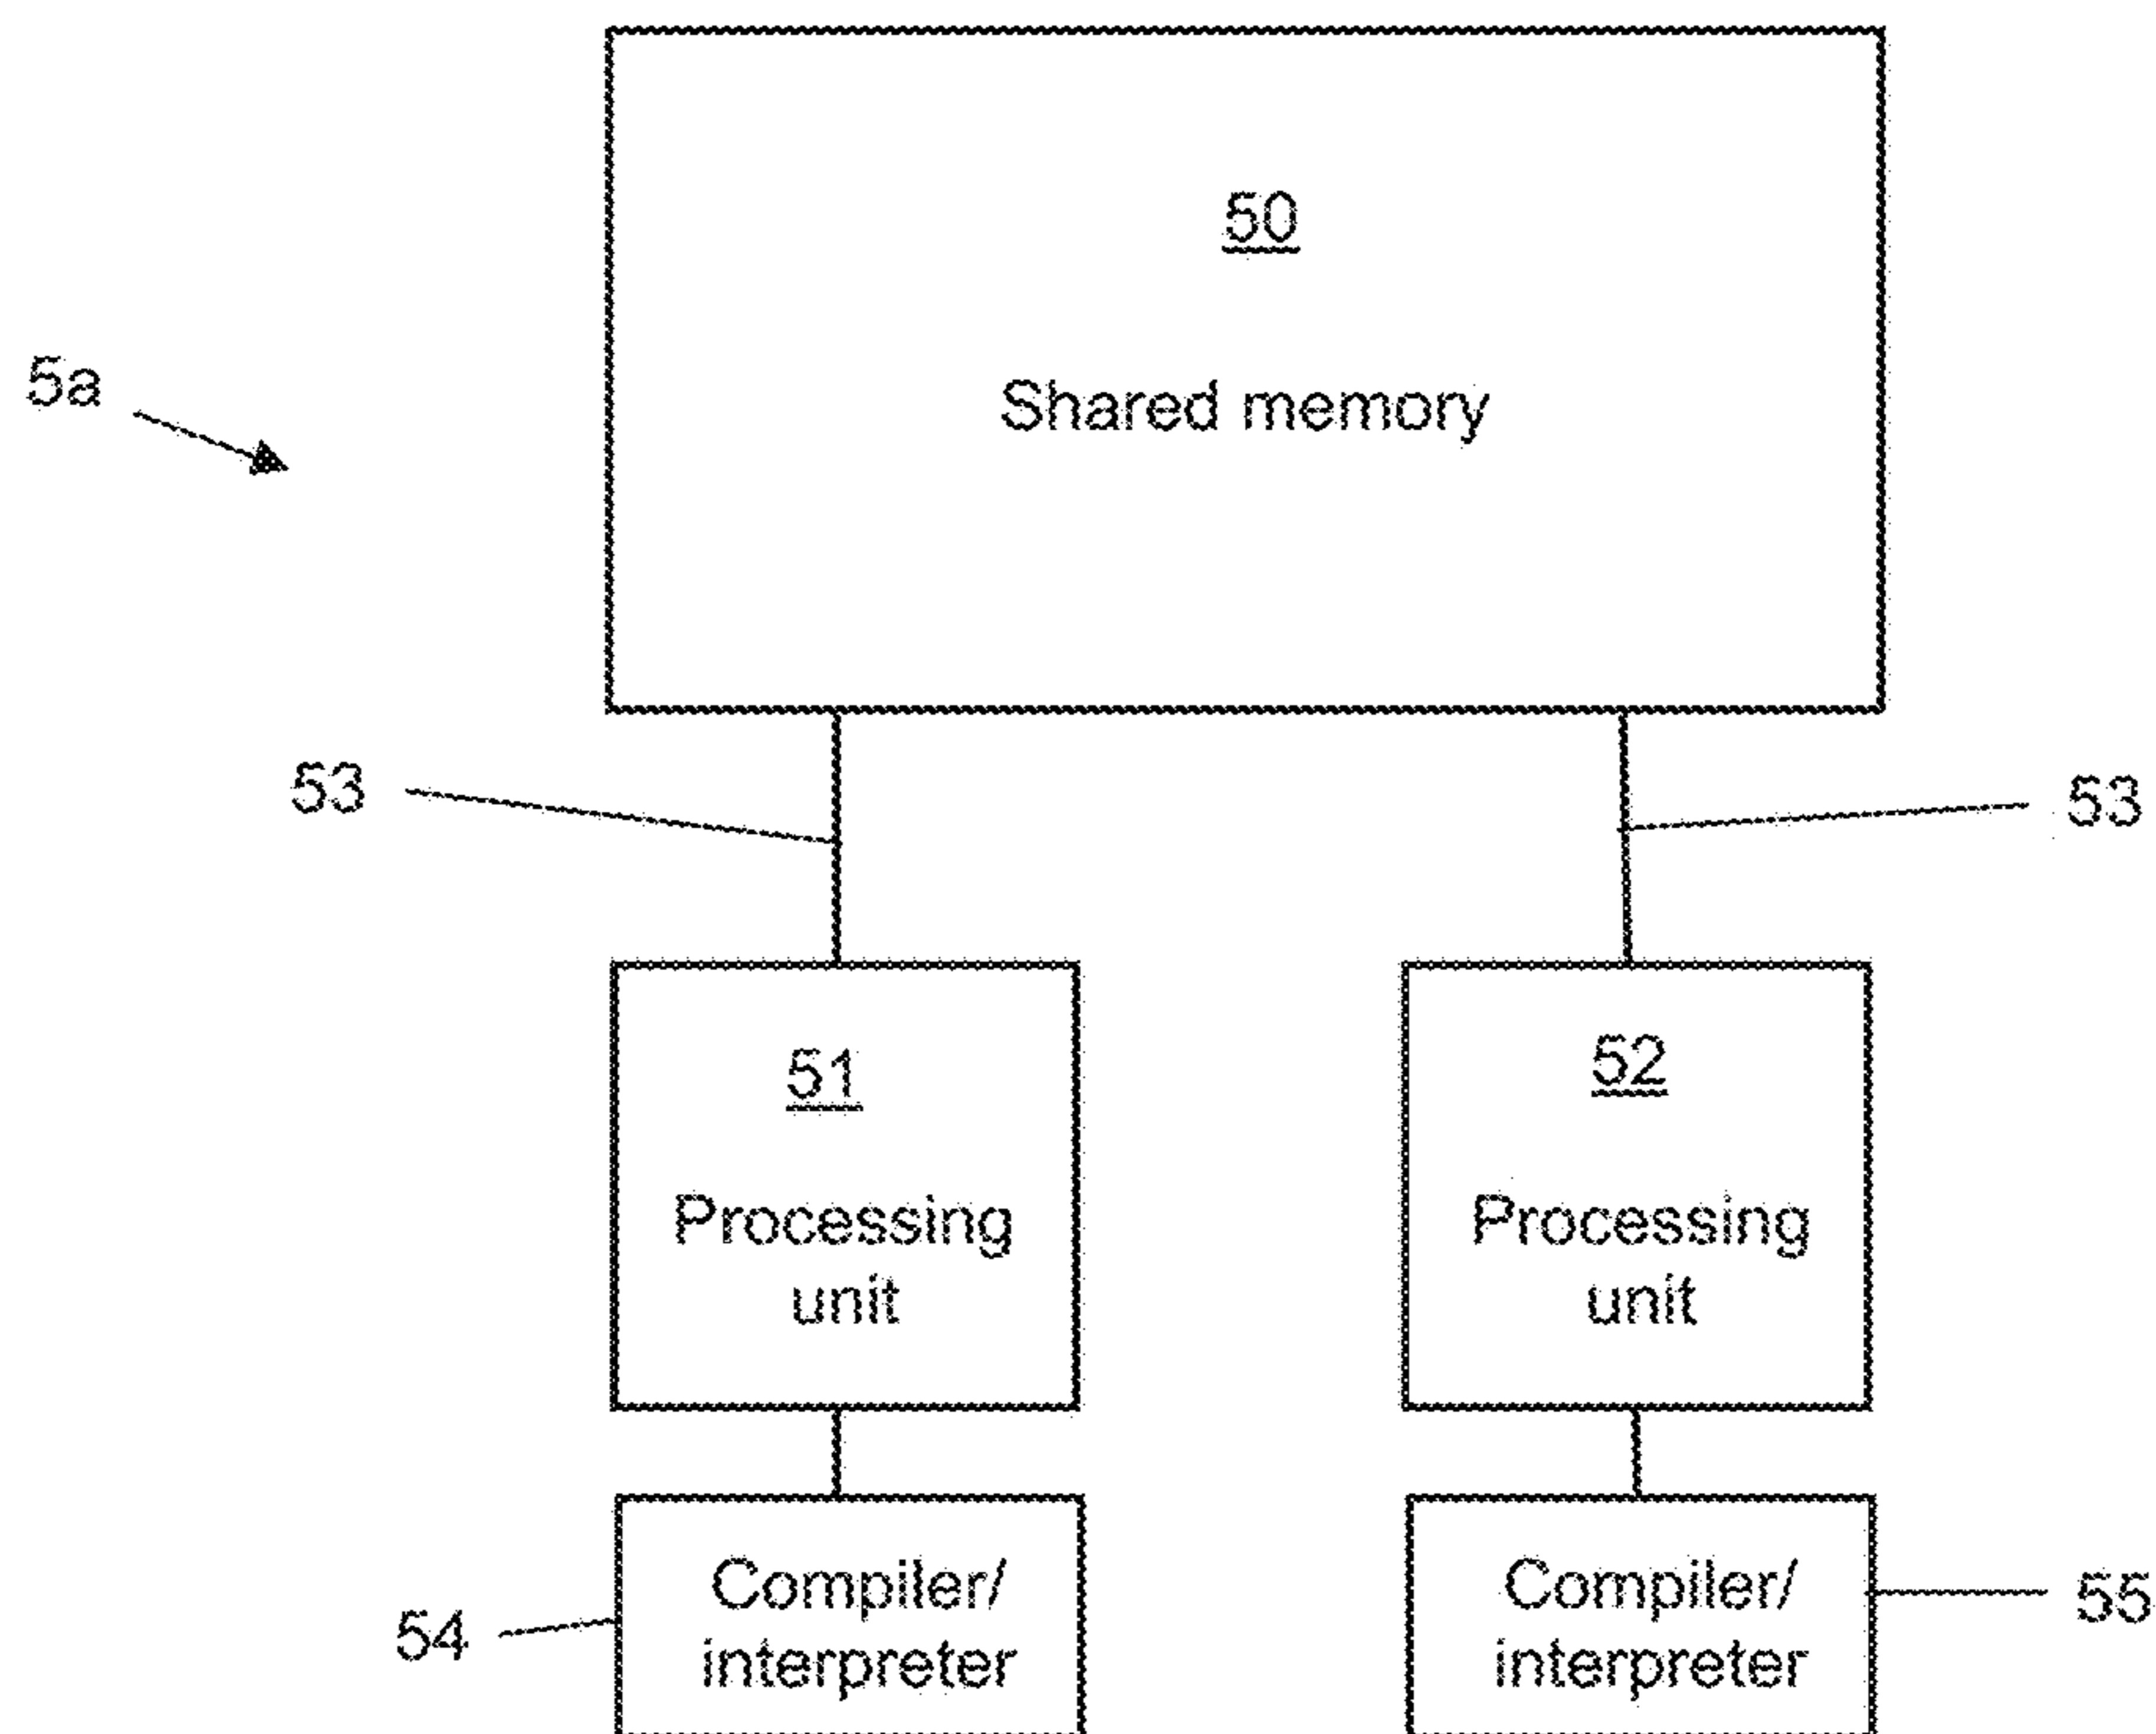 50
Shared memory
5a
53
53
51
52
Processing
unit
Processing
unit
Compiler/
interpreter
Compiler/
interpreter
54
55